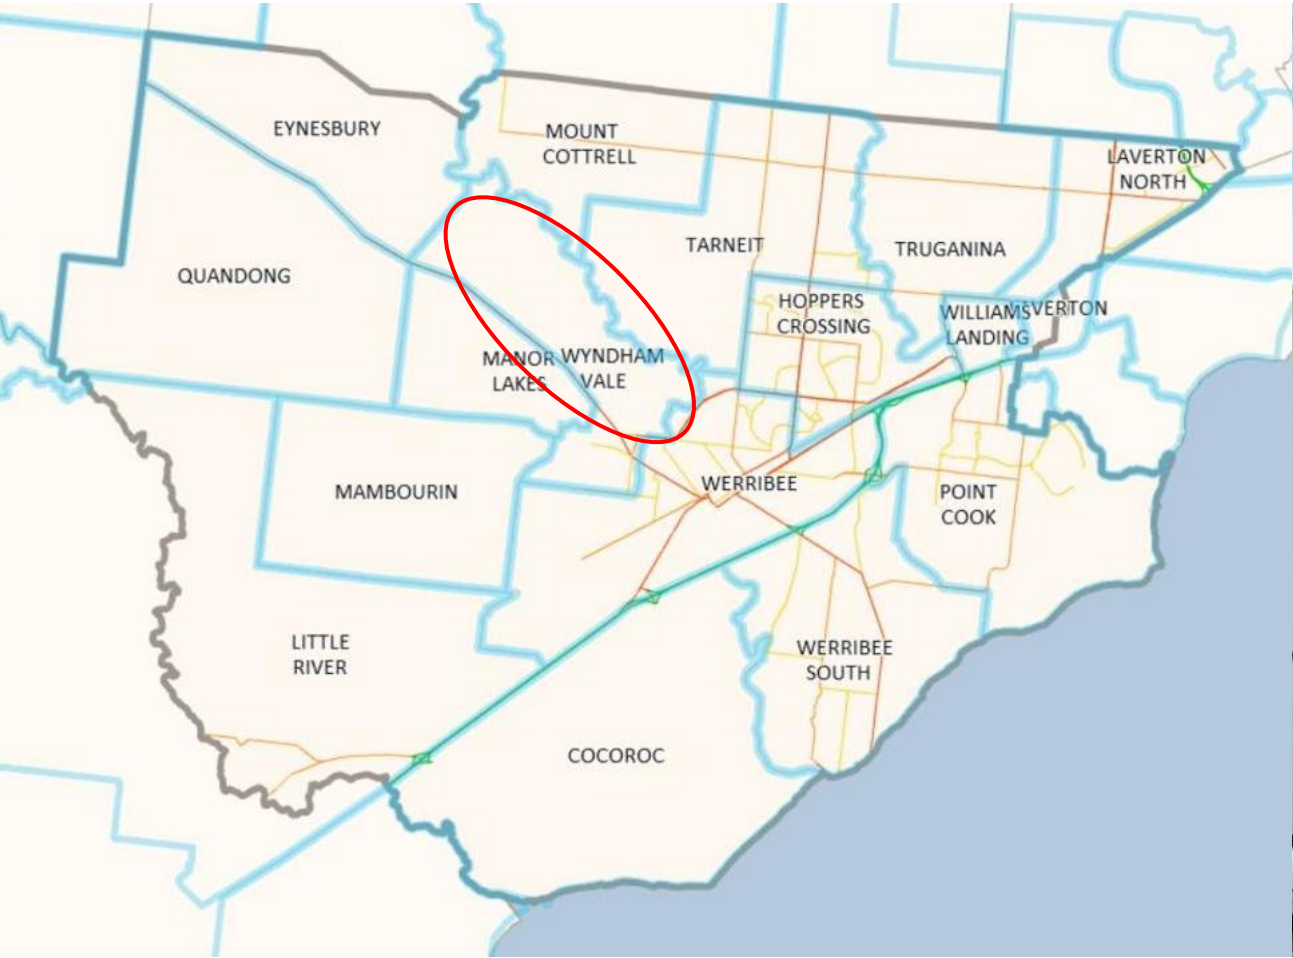 EYNESBURY
MOUNT
COTTRELL
LAVERTON
NORTH
TARNEIT
TRUGANINA
QUANDONG
HOPPERS
CROSSING
WILLIAMS
LANDING
VERTON
MANOR
LAKES
WYNDHAM
VALE
MAMBOURIN
WERRIBEE
POINT
COOK
LITTLE
RIVER
WERRIBEE
SOUTH
COCOROC